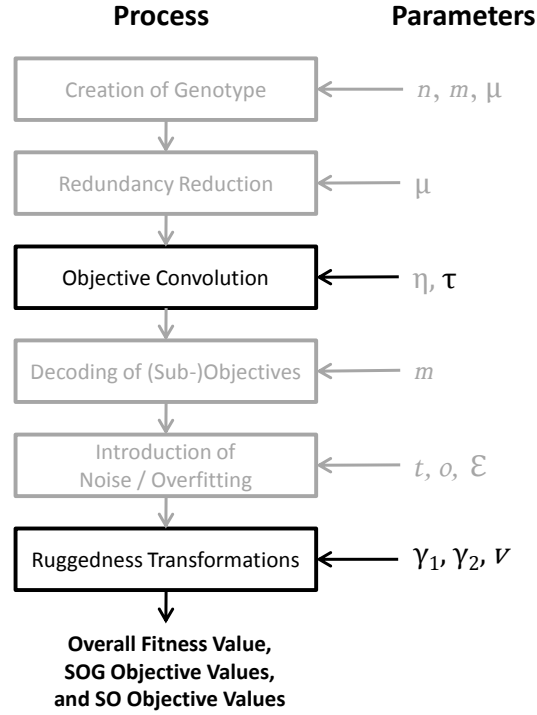 Process Parameters
Creation of Genotype n, m, μ
Redundancy Reduction μ
Objective Convolution η, τ
Decoding of (Sub-)Objectives m
Introduction of
Noise / Overfitting t, o, ε
Ruggedness Transformations γ₁, γ₂, ν
Overall Fitness Value,
SOG Objective Values,
and SO Objective Values